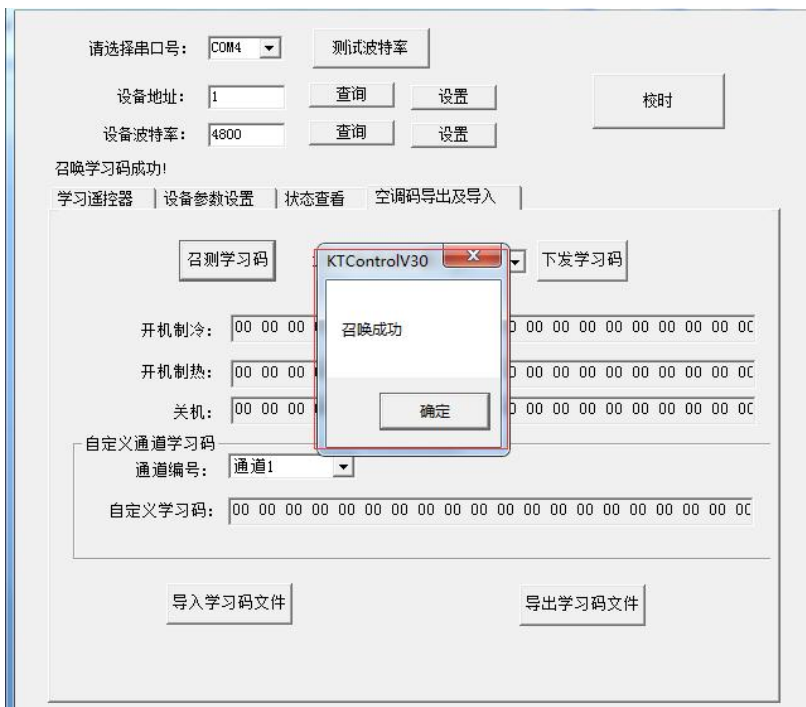 请选择串口号: COM4 测试波特率
设备地址: 1 查询 设置 校时
设备波特率: 4800 查询 设置
召唤学习码成功!
学习遥控器 设备参数设置 状态查看 空调码导出及导入
召测学习码 下发学习码
KTControlV30
召唤成功
确定
开机制冷: 00 00 00 00 00 00 00 00 00 00 00 00
开机制热: 00 00 00 00 00 00 00 00 00 00 00 00
关机: 00 00 00 00 00 00 00 00 00 00 00 00
自定义通道学习码
通道编号: 通道1
自定义学习码: 00 00 00 00 00 00 00 00 00 00 00 00 00 00 00 00 00 00 00 0C
导入学习码文件 导出学习码文件